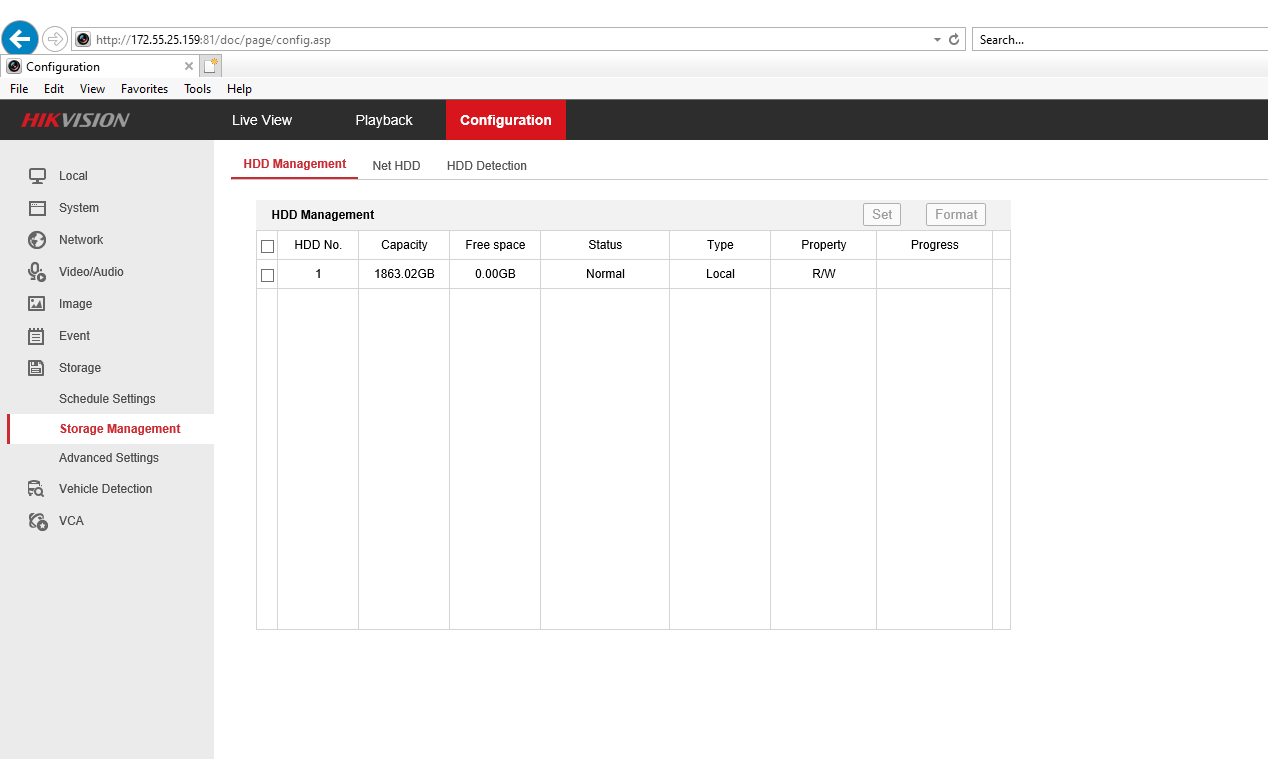 http://172.55.25.159:81/doc/page/config.asp
Search...
Configuration
File Edit View Favorites Tools Help
HIKVISION Live View Playback Configuration
HDD Management Net HDD HDD Detection
Local
System
Network
Video/Audio
Image
Event
Storage
Schedule Settings
Storage Management
Advanced Settings
Vehicle Detection
VCA
HDD Management Set Format
HDD No. Capacity Free space Status Type Property Progress
1 1863.02GB 0.00GB Normal Local R/W